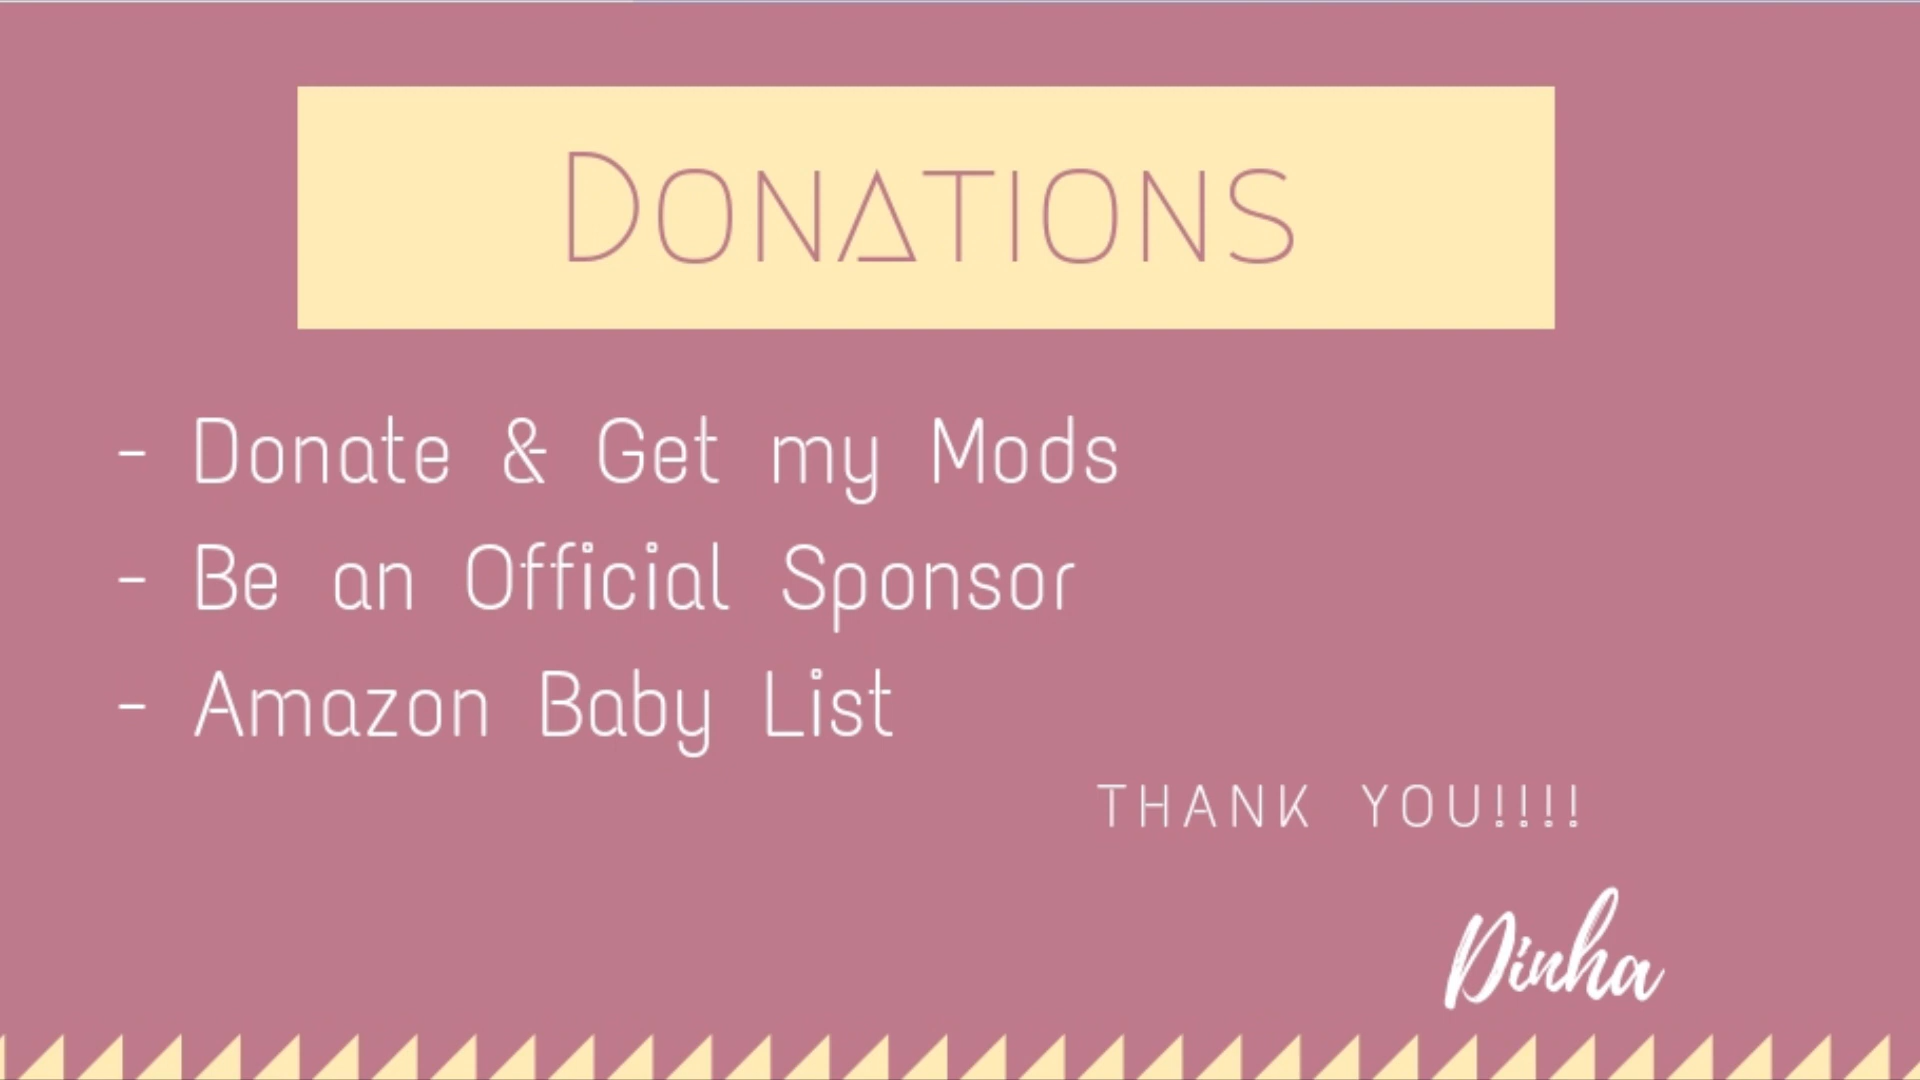 Donations
- Donate & Get my Mods
- Be an Official Sponsor
- Amazon Baby List
THANK YOU!!!!
Dinha